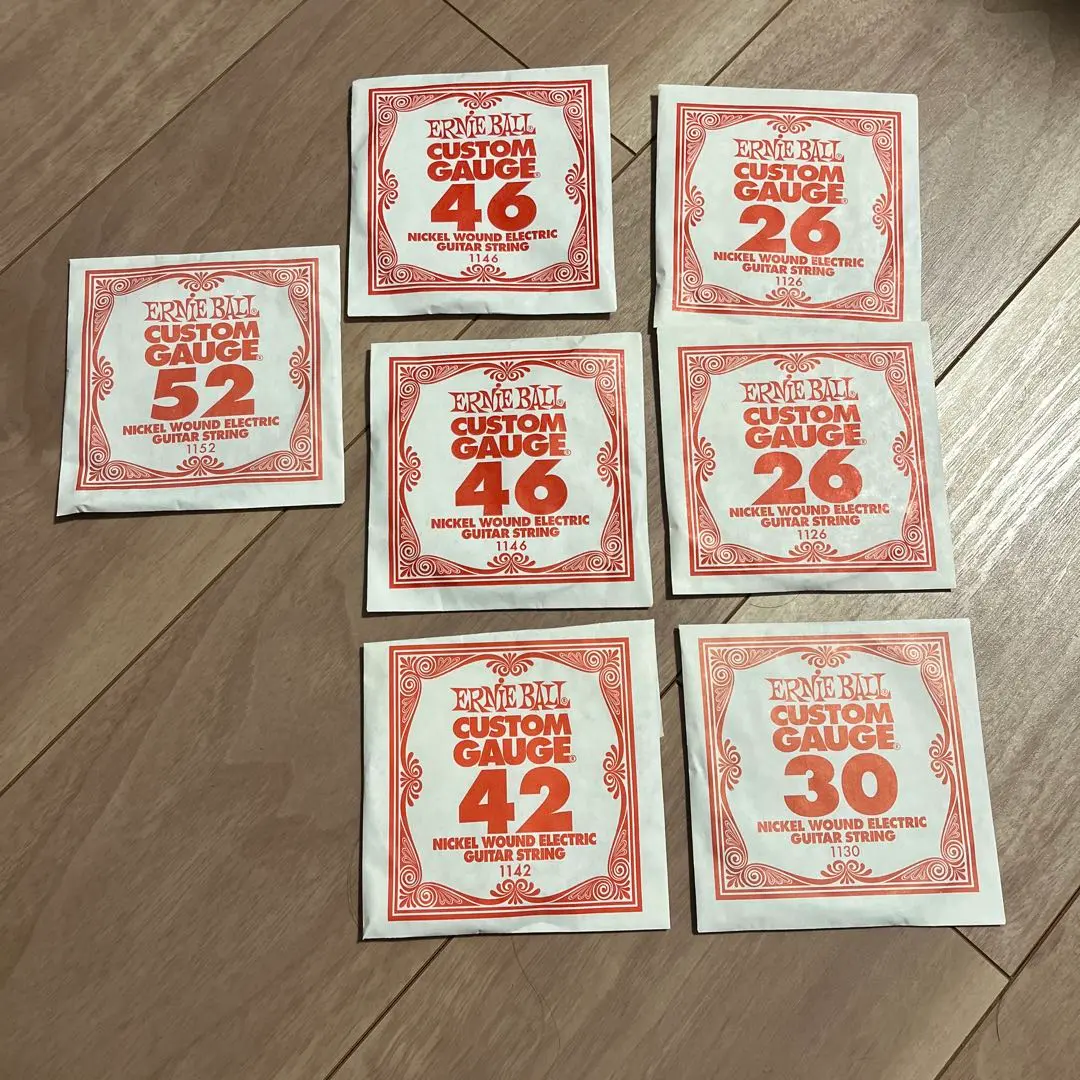 ERNIE BALL
CUSTOM
GAUGE®
46
NICKEL WOUND ELECTRIC
GUITAR STRING
1146
ERNIE BALL
CUSTOM
GAUGE®
26
NICKEL WOUND ELECTRIC
GUITAR STRING
1126
ERNIE BALL®
CUSTOM
GAUGE®
52
NICKEL WOUND ELECTRIC
GUITAR STRING
1152
ERNIE BALL®
CUSTOM
GAUGE®
46
NICKEL WOUND ELECTRIC
GUITAR STRING
1146
ERNIE BALL®
CUSTOM
GAUGE®
26
NICKEL WOUND ELECTRIC
GUITAR STRING
1126
ERNIE BALL®
CUSTOM
GAUGE®
42
NICKEL WOUND ELECTRIC
GUITAR STRING
1142
ERNIE BALL®
CUSTOM
GAUGE®
30
NICKEL WOUND ELECTRIC
GUITAR STRING
1130